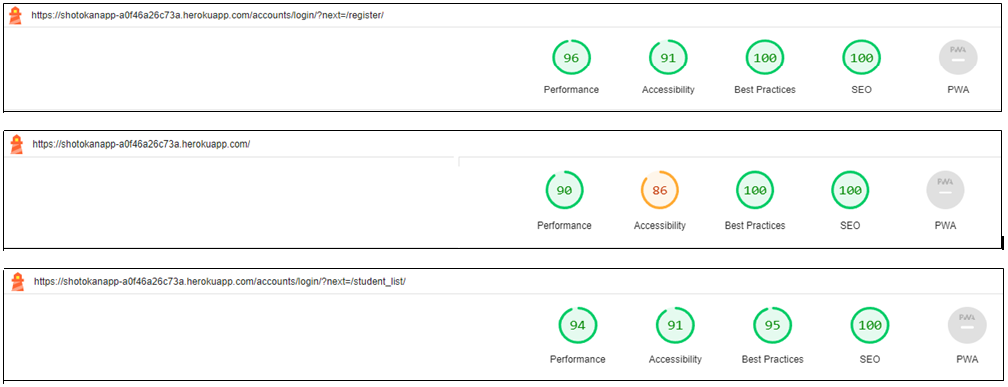 https://shotokanapp-a0f46a26c73a.herokuapp.com/accounts/login/?next=/register/
96 91 100 100 PWA
Performance Accessibility Best Practices SEO PWA
https://shotokanapp-a0f46a26c73a.herokuapp.com/
90 86 100 100 PWA
Performance Accessibility Best Practices SEO PWA
https://shotokanapp-a0f46a26c73a.herokuapp.com/accounts/login/?next=/student_list/
94 91 95 100 PWA
Performance Accessibility Best Practices SEO PWA